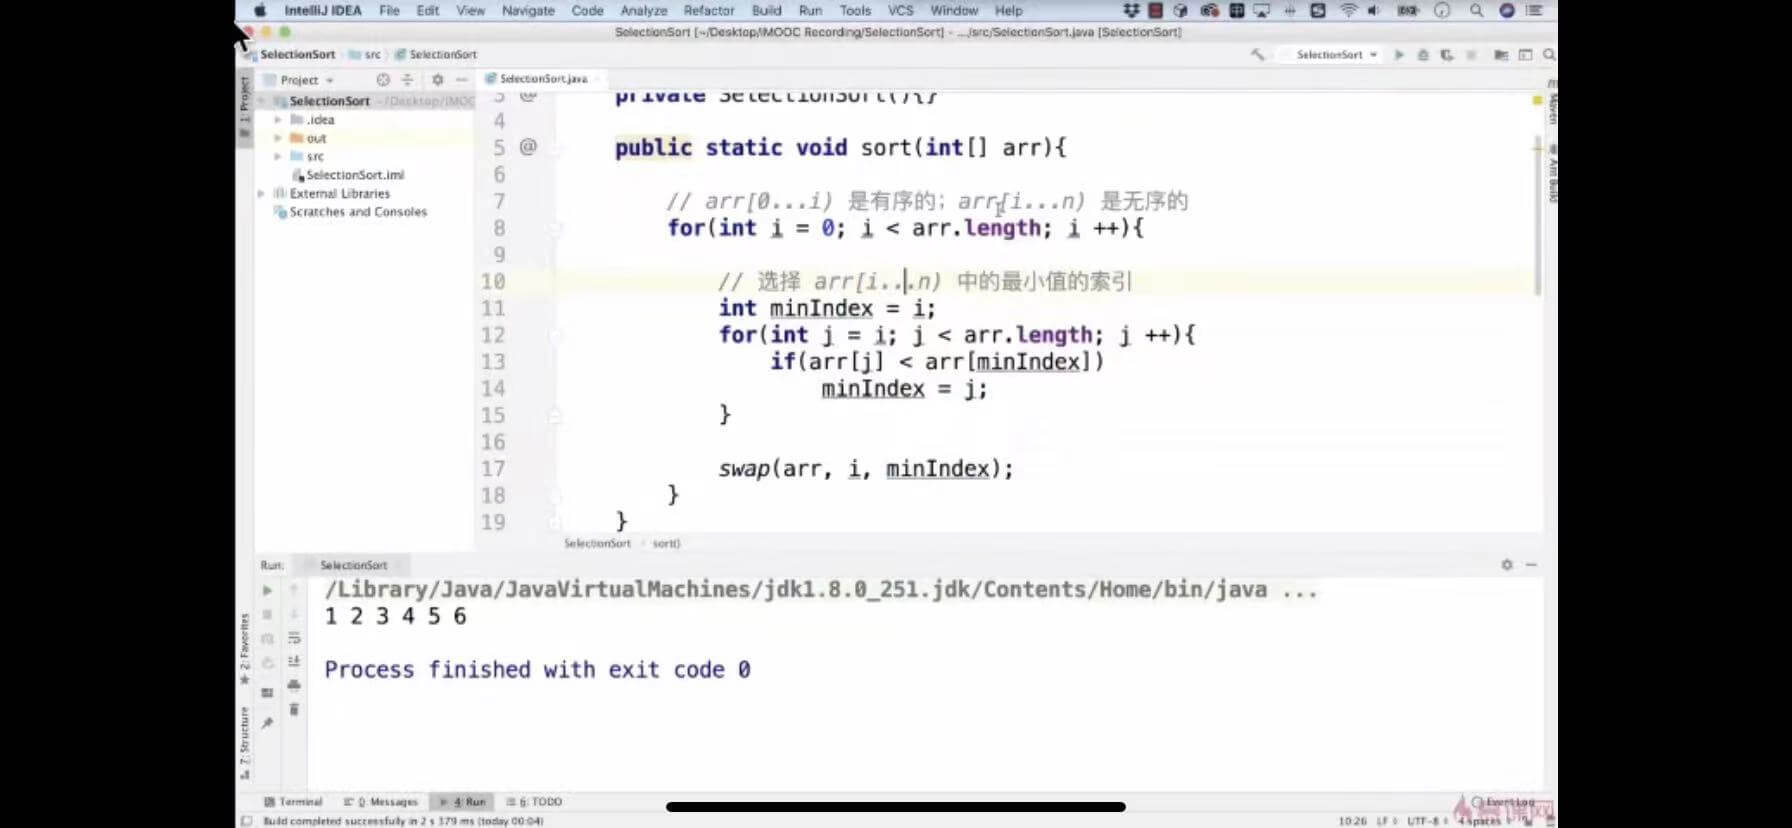 IntelliJ IDEA File Edit View Navigate Code Analyze Refactor Build Run Tools VCS Window Help
SelectionSort [~/Desktop/IMOOC Recording/SelectionSort] - .../src/SelectionSort.java [SelectionSort]
SelectionSort src SelectionSort
SelectionSort
Project
SelectionSort.java
1: Project
SelectionSort ~/Desktop/IMOC
.idea
out
src
SelectionSort.iml
External Libraries
Scratches and Consoles
Maven
Ant Build
3 @ private SelectionSort(){}
4
5 @ public static void sort(int[] arr){
6
7 // arr[0...i) 是有序的；arr[i...n) 是无序的
8 for(int i = 0; i < arr.length; i ++){
9
10 // 选择 arr[i...n) 中的最小值的索引
11 int minIndex = i;
12 for(int j = i; j < arr.length; j ++){
13 if(arr[j] < arr[minIndex])
14 minIndex = j;
15 }
16
17 swap(arr, i, minIndex);
18 }
19 }
SelectionSort sort()
Run: SelectionSort
/Library/Java/JavaVirtualMachines/jdk1.8.0_251.jdk/Contents/Home/bin/java ...
1 2 3 4 5 6
Process finished with exit code 0
2: Favorites
7: Structure
Terminal 0: Messages 4: Run 6: TODO
Event Log
慕课网
Build completed successfully in 2 s 379 ms (today 00:04)
10:26 LF UTF-8 4 spaces